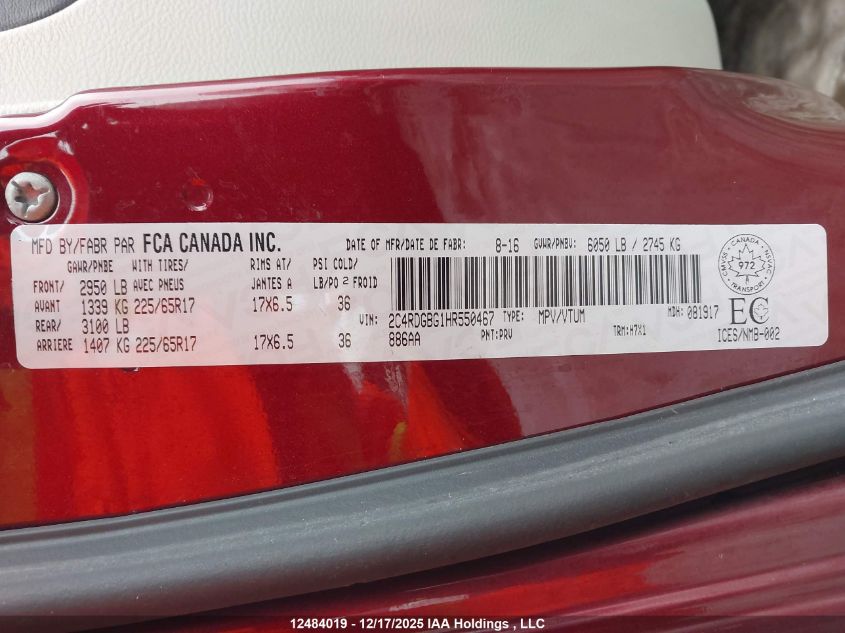 MFD BY/FABR PAR FCA CANADA INC. DATE OF MFR/DATE DE FABR: 8-16 GVWR/PNBV: 6050 LB / 2745 KG
GAWR/PNBE WITH TIRES/ RIMS AT/ PSI COLD/
FRONT/ 2950 LB AVEC PNEUS JANTES A LB/PO 2 FROID
AVANT 1339 KG 225/65R17 17X6.5 36
REAR/ 3100 LB
ARRIERE 1407 KG 225/65R17 17X6.5 36
VIN: 2C4RDGBG1HR550467 TYPE: MPV/VTUM MDH: 081917
886AA PNT: PRV TRM: H7X1
CANADA
CMVSS NSVAC
972
TRANSPORT
EC
ICES/NMB-002
12484019 - 12/17/2025 IAA Holdings , LLC